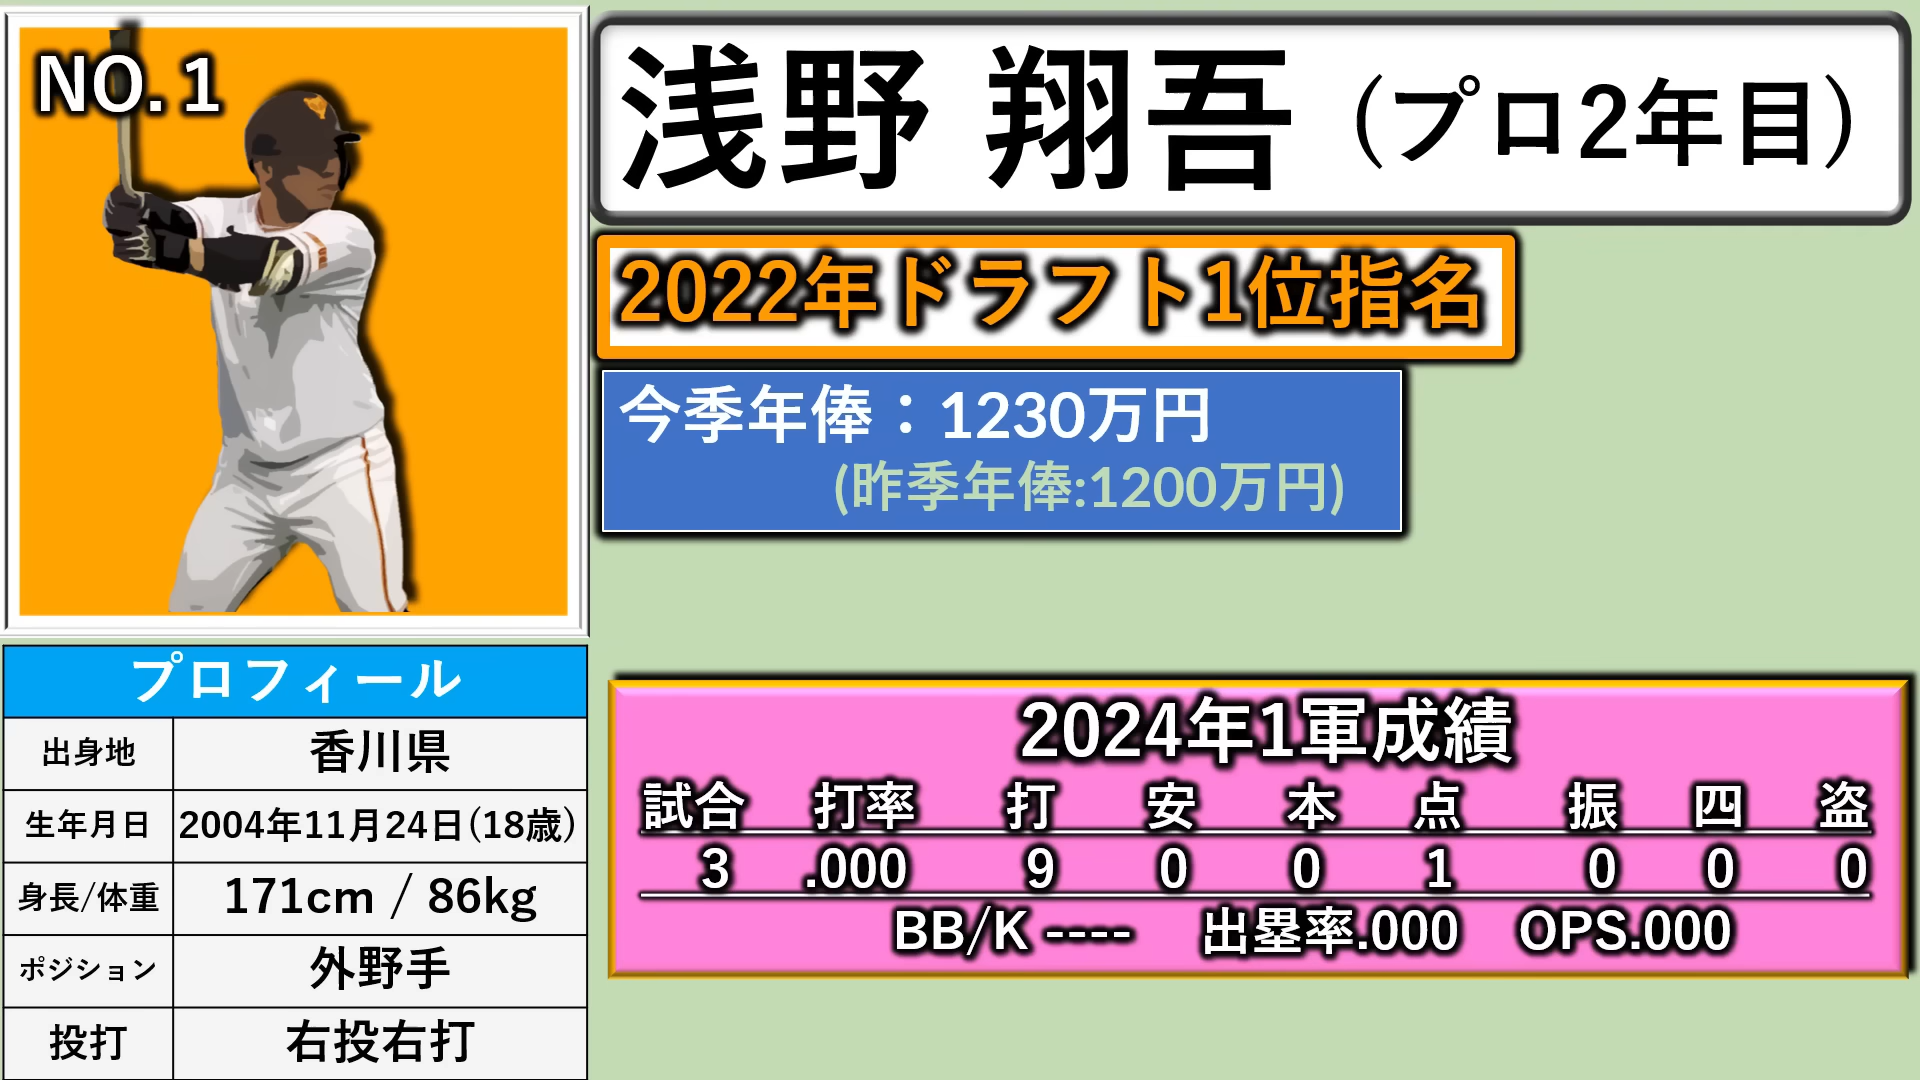 NO.1
浅野 翔吾（プロ2年目）
2022年ドラフト1位指名
今季年俸：1230万円
(昨季年俸:1200万円)
プロフィール
出身地 香川県
生年月日 2004年11月24日(18歳)
身長/体重 171cm / 86kg
ポジション 外野手
投打 右投右打
2024年1軍成績
試合 打率 打 安 本 点 振 四 盗
3 .000 9 0 0 1 0 0 0
BB/K ---- 出塁率.000 OPS.000